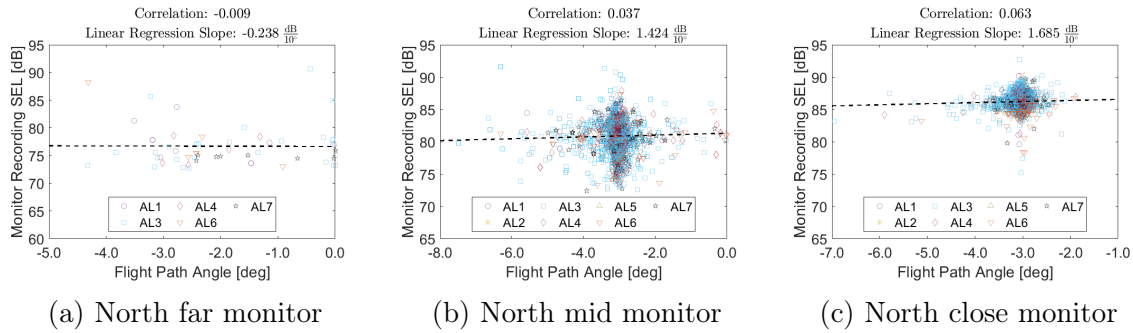 Correlation: -0.009
Linear Regression Slope: -0.238 dB/10°
Monitor Recording SEL [dB]
95
90
85
80
75
70
65
60
AL1 AL4 AL7
AL3 AL6
-5.0 -4.0 -3.0 -2.0 -1.0 0.0
Flight Path Angle [deg]
(a) North far monitor
Correlation: 0.037
Linear Regression Slope: 1.424 dB/10°
Monitor Recording SEL [dB]
95
90
85
80
75
70
65
AL1 AL3 AL5 AL7
AL2 AL4 AL6
-8.0 -6.0 -4.0 -2.0 0.0
Flight Path Angle [deg]
(b) North mid monitor
Correlation: 0.063
Linear Regression Slope: 1.685 dB/10°
Monitor Recording SEL [dB]
95
90
85
80
75
70
65
AL1 AL3 AL5 AL7
AL2 AL4 AL6
-7.0 -6.0 -5.0 -4.0 -3.0 -2.0 -1.0
Flight Path Angle [deg]
(c) North close monitor